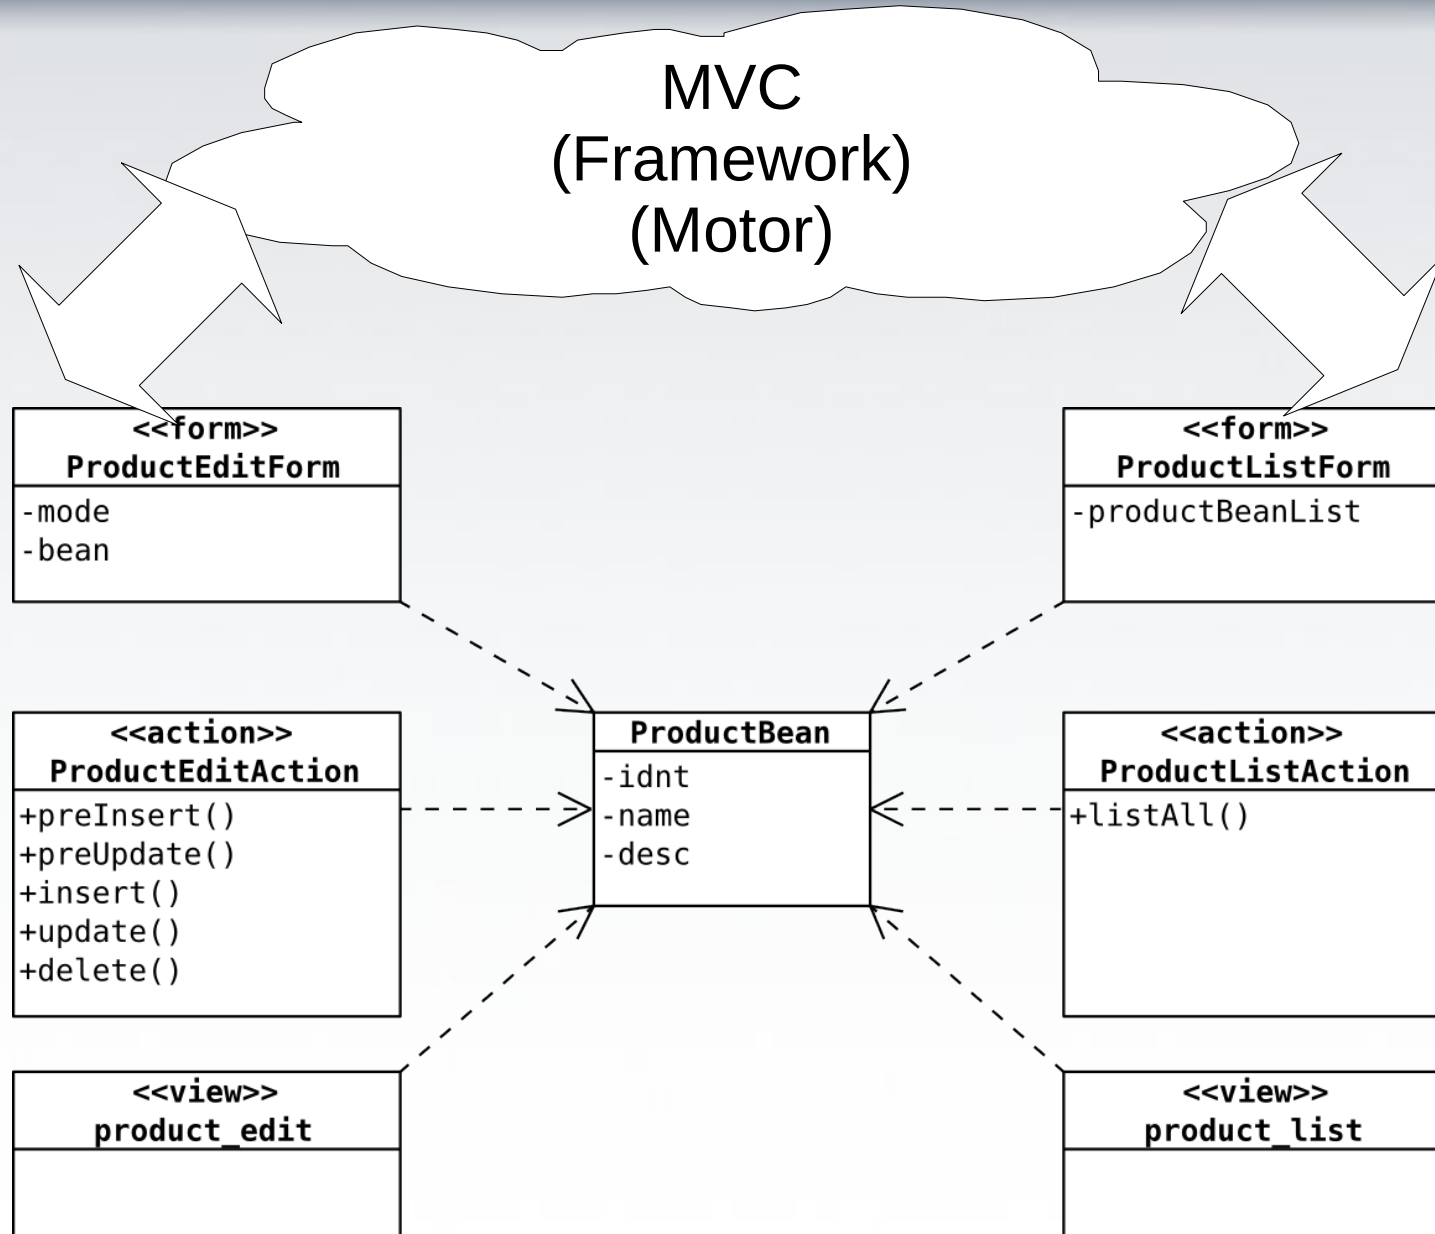 MVC
(Framework)
(Motor)
<<form>>
ProductEditForm
-mode
-bean
<<form>>
ProductListForm
-productBeanList
<<action>>
ProductEditAction
+preInsert()
+preUpdate()
+insert()
+update()
+delete()
ProductBean
-idnt
-name
-desc
<<action>>
ProductListAction
+listAll()
<<view>>
product_edit
<<view>>
product_list